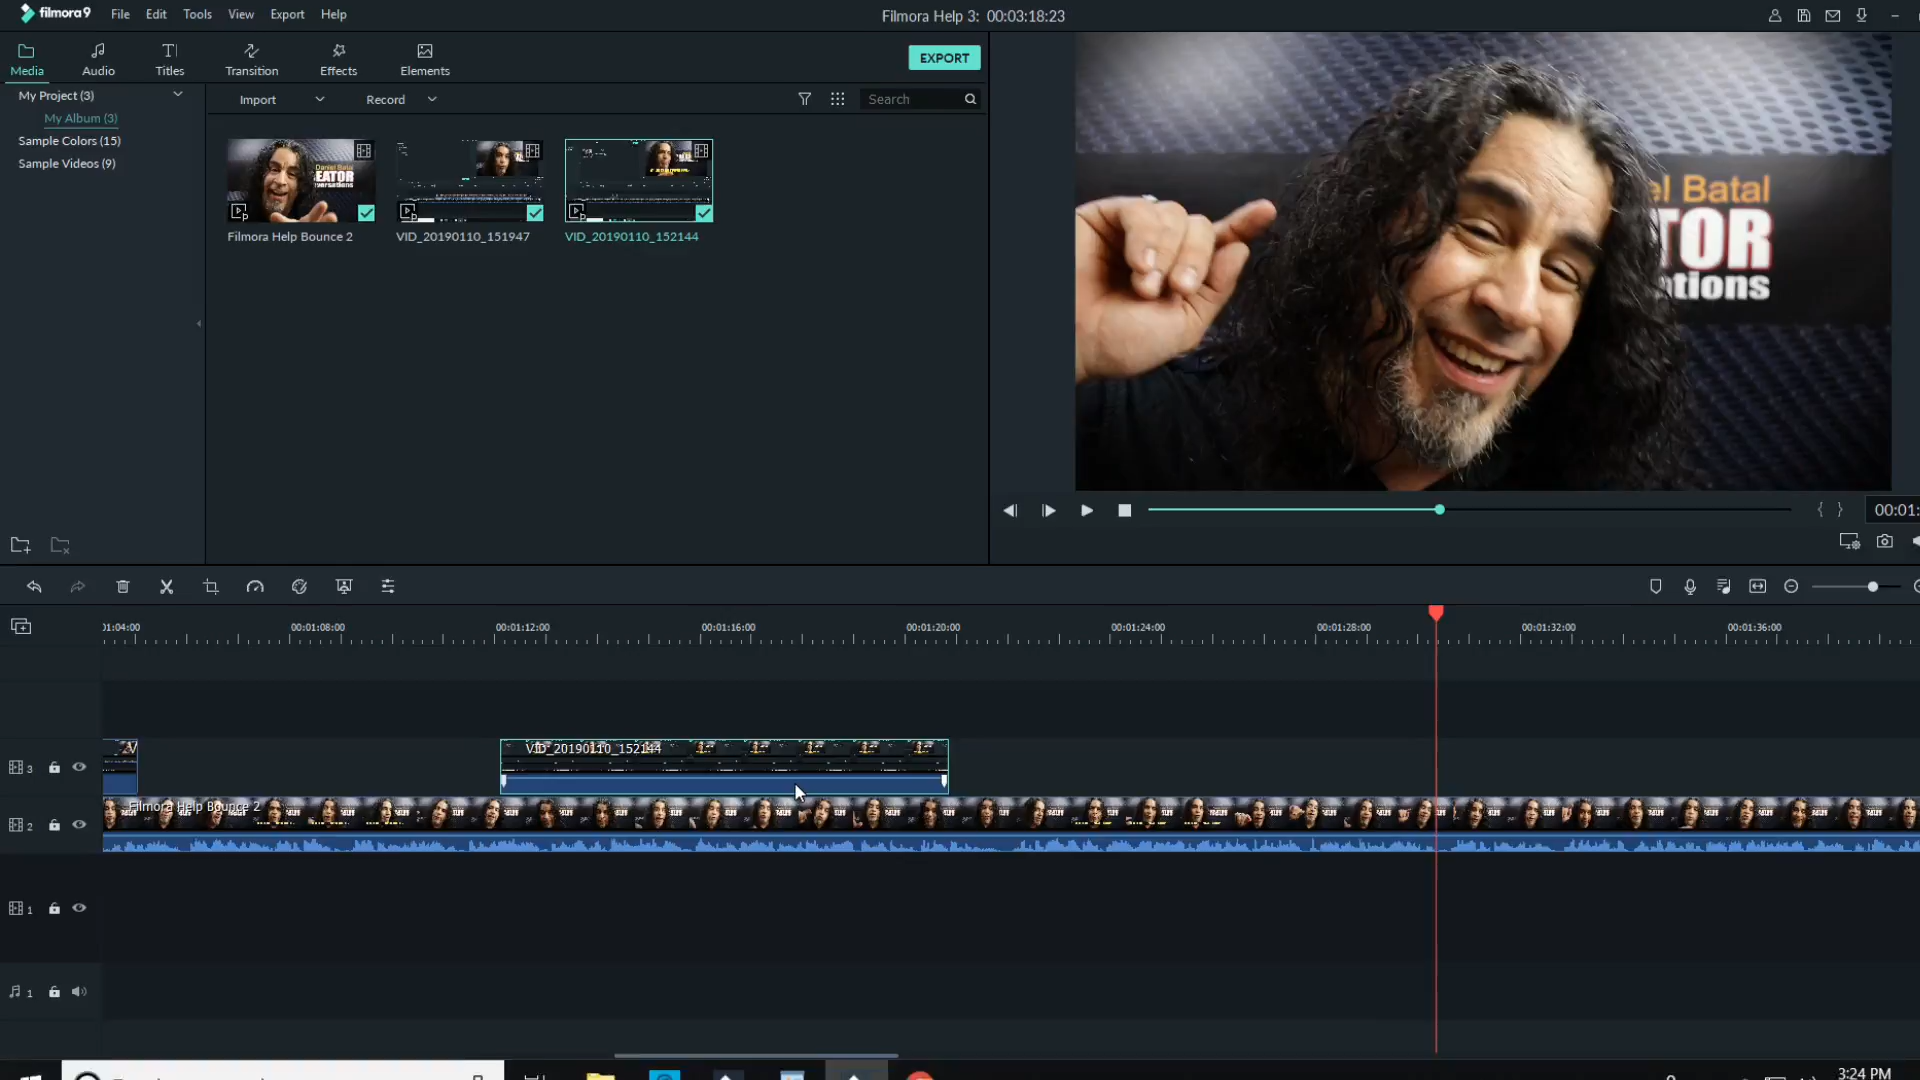 filmora9 File Edit Tools View Export Help
Filmora Help 3: 00:03:18:23
Media Audio Titles Transition Effects Elements
EXPORT
My Project (3)
My Album (3)
Sample Colors (15)
Sample Videos (9)
Import Record Search
Filmora Help Bounce 2
VID_20190110_151947
VID_20190110_152144
Daniel Batal
EATOR
el Batal
TOR
tions
00:01:
01:04:00 00:01:08:00 00:01:12:00 00:01:16:00 00:01:20:00 00:01:24:00 00:01:28:00 00:01:32:00 00:01:36:00
3
VID_20190110_152144
2
Filmora Help Bounce 2
1
1
3:24 PM